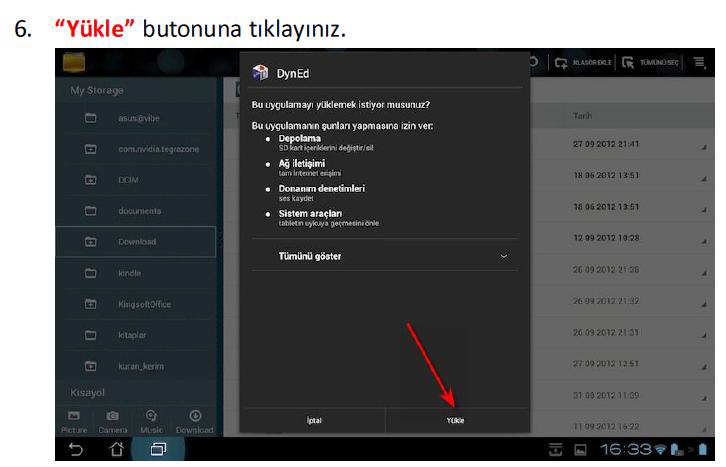 6. “Yükle” butonuna tıklayınız.
DynEd
KLASÖR EKLE
TÜMÜNÜ SEÇ
My Storage
asus@vibe
com.nvidia.tegrazone
DCIM
documents
Download
kindle
KingsoftOffice
kitaplar
kuran_kerim
Kısayol
Picture Camera Music Download
Bu uygulamayı yüklemek istiyor musunuz?
Bu uygulamanın şunları yapmasına izin ver:
• Depolama
SD kart içeriklerini değiştir/sil
• Ağ iletişimi
tam İnternet erişimi
• Donanım denetimleri
ses kaydet
• Sistem araçları
tabletin uykuya geçmesini önle
Tümünü göster
İptal
Yükle
Tarih
27 09 2012 21:41
18 06 2012 13:51
18 06 2012 13:51
12 09 2012 10:28
26 09 2012 21:38
26 09 2012 21:32
26 09 2012 21:31
27 09 2012 12:51
31 08 2012 11:39
11 09 2012 16:22
16:33